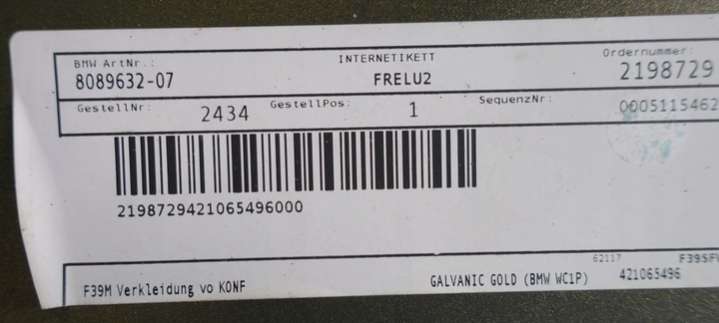 BMW ArtNr.: INTERNETIKETT Ordernummer:
8089632-07 FRELU2 2198729
GestellNr: 2434 GestellPos: 1 SequenzNr: 0005115462
2198729421065496000
62117 F39SFV
F39M Verkleidung vo KONF GALVANIC GOLD (BMW WC1P) 421065496